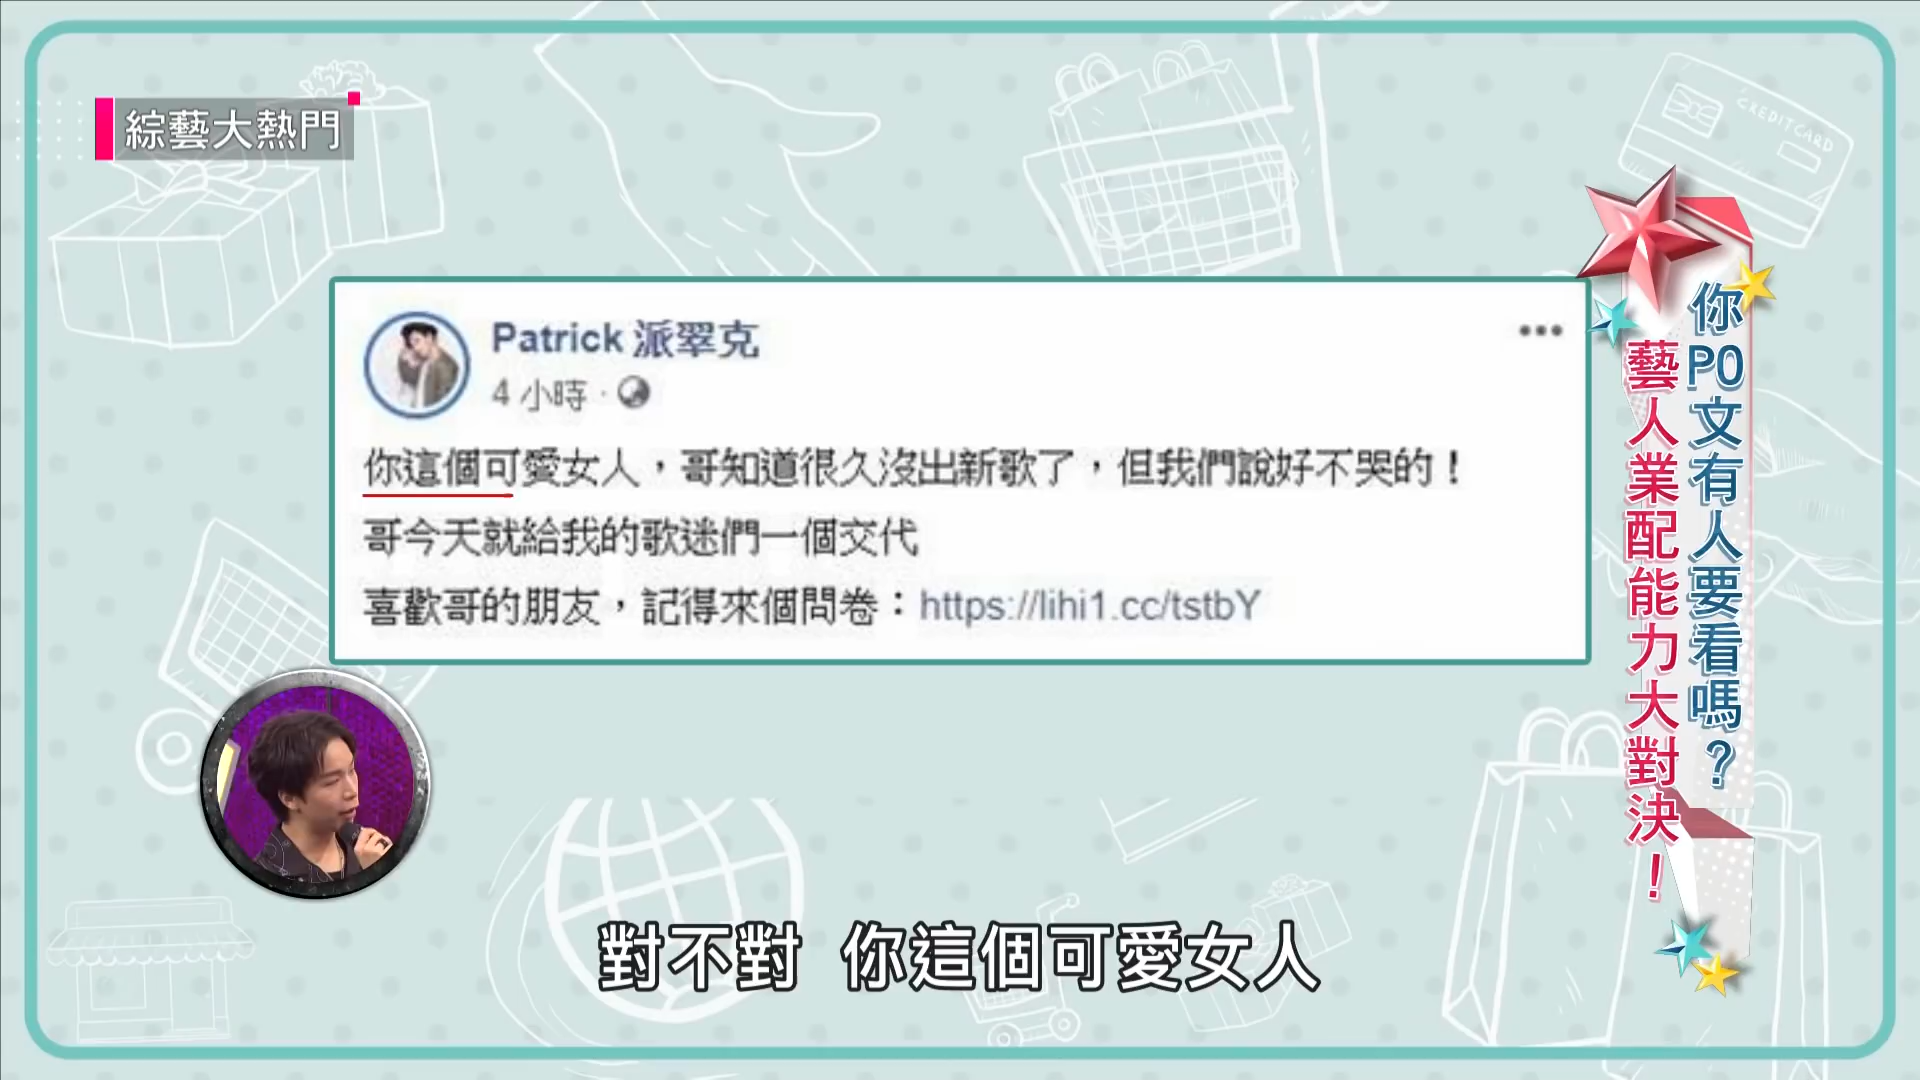 綜藝大熱門
CREDITCARD
Patrick 派翠克
4 小時 ·
你這個可愛女人，哥知道很久沒出新歌了，但我們說好不哭的！
哥今天就給我的歌迷們一個交代
喜歡哥的朋友，記得來個問卷：https://lihi1.cc/tstbY
你PO文有人要看嗎？
藝人業配能力大對決！
對不對 你這個可愛女人